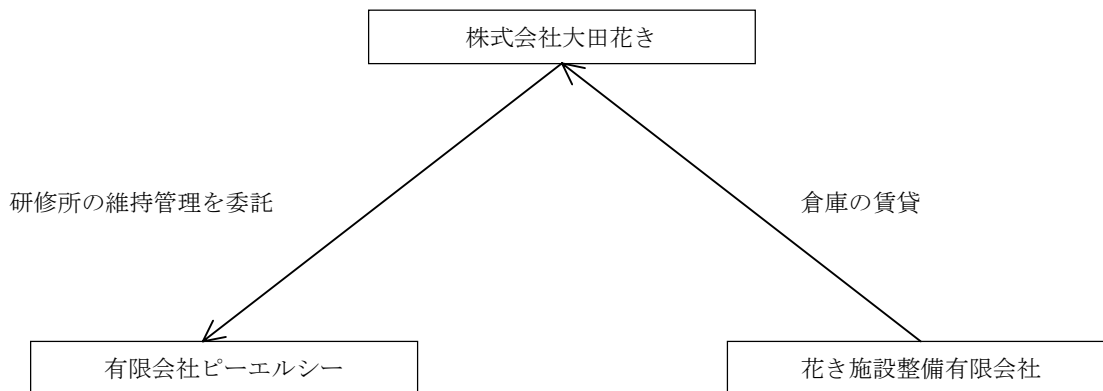 株式会社大田花き
研修所の維持管理を委託
倉庫の賃貸
有限会社ピーエルシー
花き施設整備有限会社